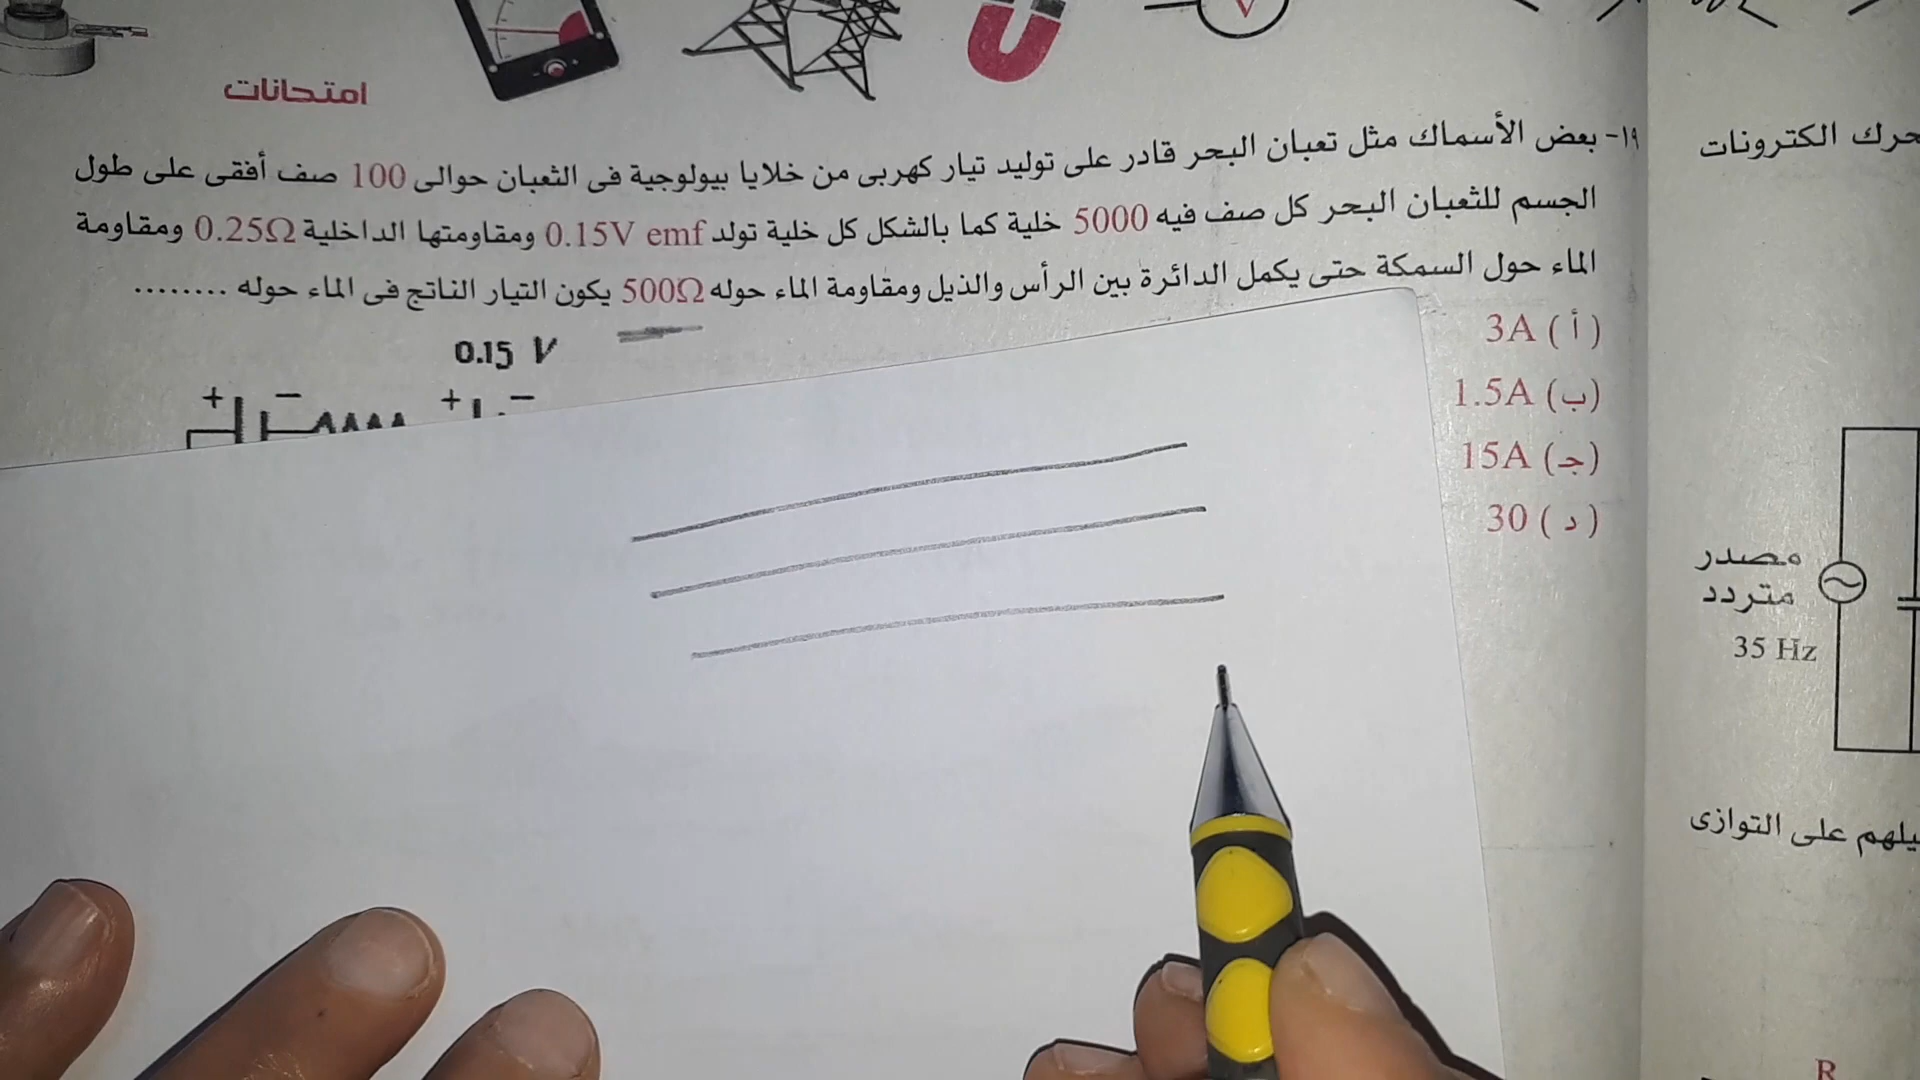 امتحانات
V
١٩- بعض الأسماك مثل تعبان البحر قادر على توليد تيار كهربى من خلايا بيولوجية فى الثعبان حوالى 100 صف أفقى على طول
الجسم للثعبان البحر كل صف فيه 5000 خلية كما بالشكل كل خلية تولد 0.15V emf ومقاومتها الداخلية 0.25Ω ومقاومة
الماء حول السمكة حتى يكمل الدائرة بين الرأس والذيل ومقاومة الماء حوله 500Ω يكون التيار الناتج فى الماء حوله ........
(أ) 3A
(ب) 1.5A
(جـ) 15A
(د) 30
0.15 V
+ − + −
حرك الكترونات
مصدر
متردد
35 Hz
يلهم على التوازى
R